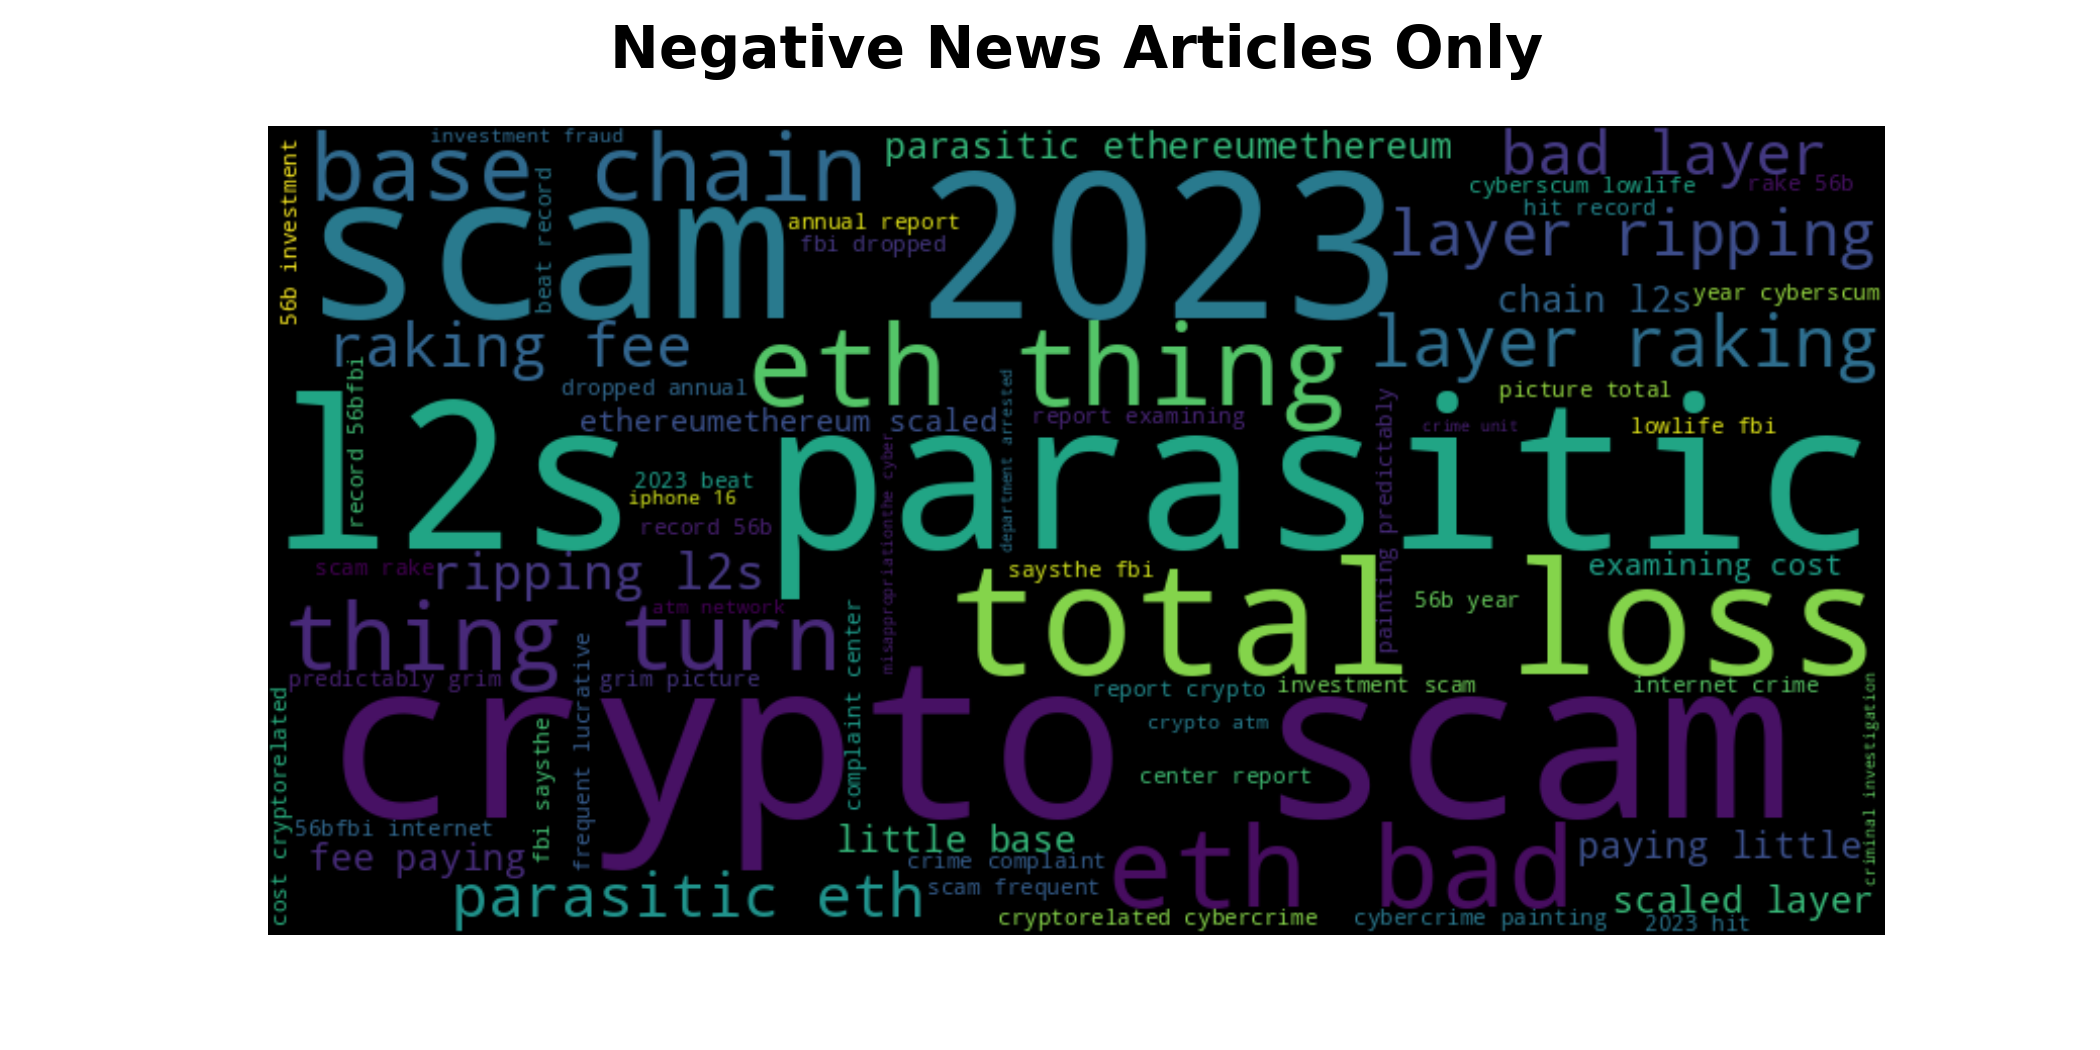 Negative News Articles Only
56b investment
investment fraud
base chain
beat record
parasitic ethereumethereum
bad layer
cyberscum lowlife
rake 56b
hit record
scam 2023
annual report
fbi dropped
layer ripping
chain l2s
year cyberscum
raking fee
eth thing
layer raking
record 56bfbi
dropped annual
picture total
ethereumethereum scaled
department arrested
report examining
painting predictably
crime unit
lowlife fbi
l2s parasitic
2023 beat
iphone 16
record 56b
misappropriationthe cyber
scam rake
ripping l2s
saysthe fbi
examining cost
atm network
56b year
thing turn
total loss
complaint center
predictably grim
grim picture
frequent lucrative
report crypto
investment scam
internet crime
criminal investigation
cost cryptorelated
fbi saysthe
crypto scam
crypto atm
center report
56bfbi internet
little base
fee paying
crime complaint
eth bad
paying little
parasitic eth
scam frequent
scaled layer
cryptorelated cybercrime
cybercrime painting
2023 hit